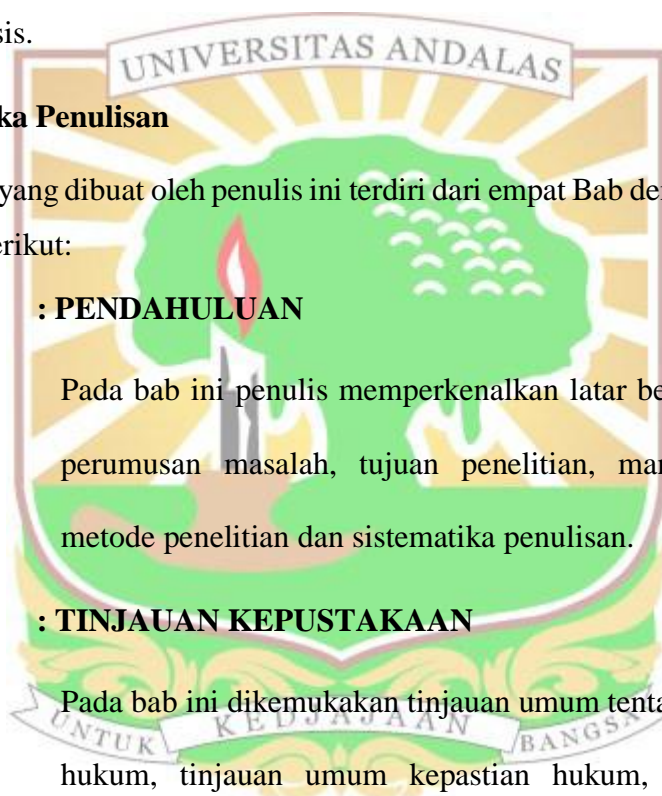 sis.
UNIVERSITAS ANDALAS
ka Penulisan
yang dibuat oleh penulis ini terdiri dari empat Bab de
erikut:
: PENDAHULUAN
Pada bab ini penulis memperkenalkan latar be
perumusan masalah, tujuan penelitian, man
metode penelitian dan sistematika penulisan.
: TINJAUAN KEPUSTAKAAN
Pada bab ini dikemukakan tinjauan umum tenta
UNTUK KEDJAJAAN BANGSA
hukum, tinjauan umum kepastian hukum,